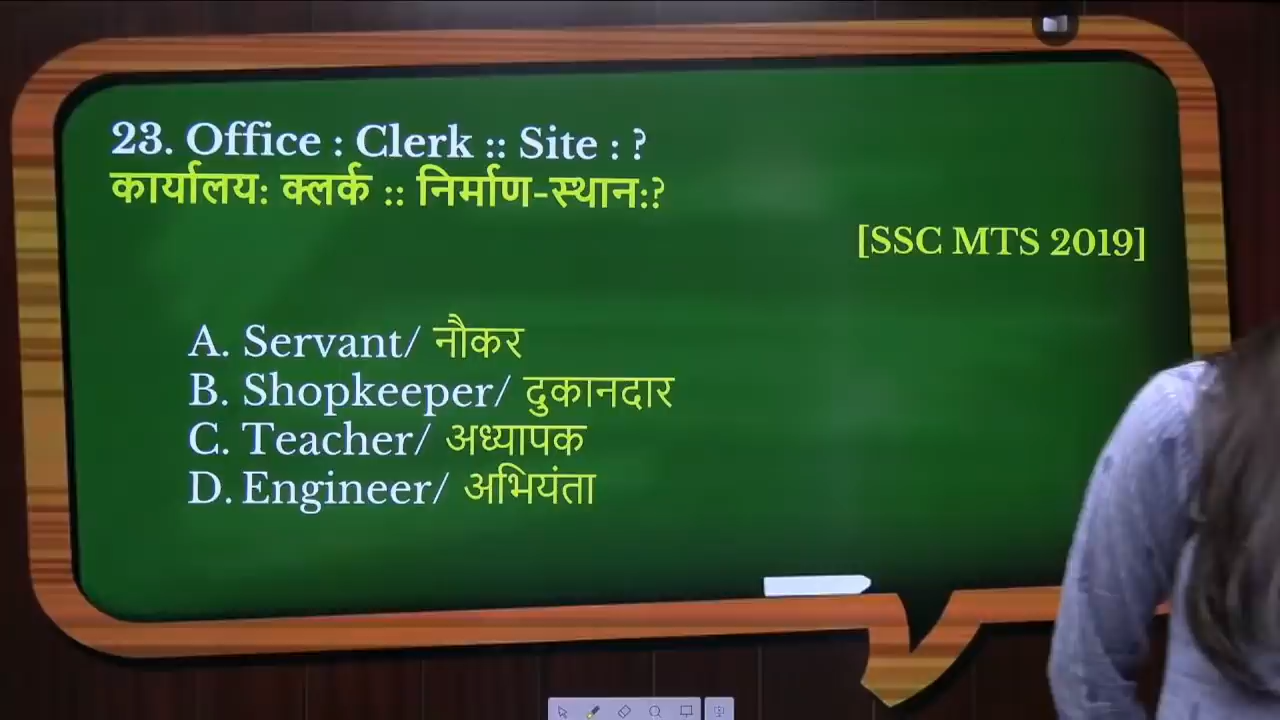 23. Office : Clerk :: Site : ?
कार्यालय: क्लर्क :: निर्माण-स्थान:?
[SSC MTS 2019]
A. Servant/ नौकर
B. Shopkeeper/ दुकानदार
C. Teacher/ अध्यापक
D. Engineer/ अभियंता